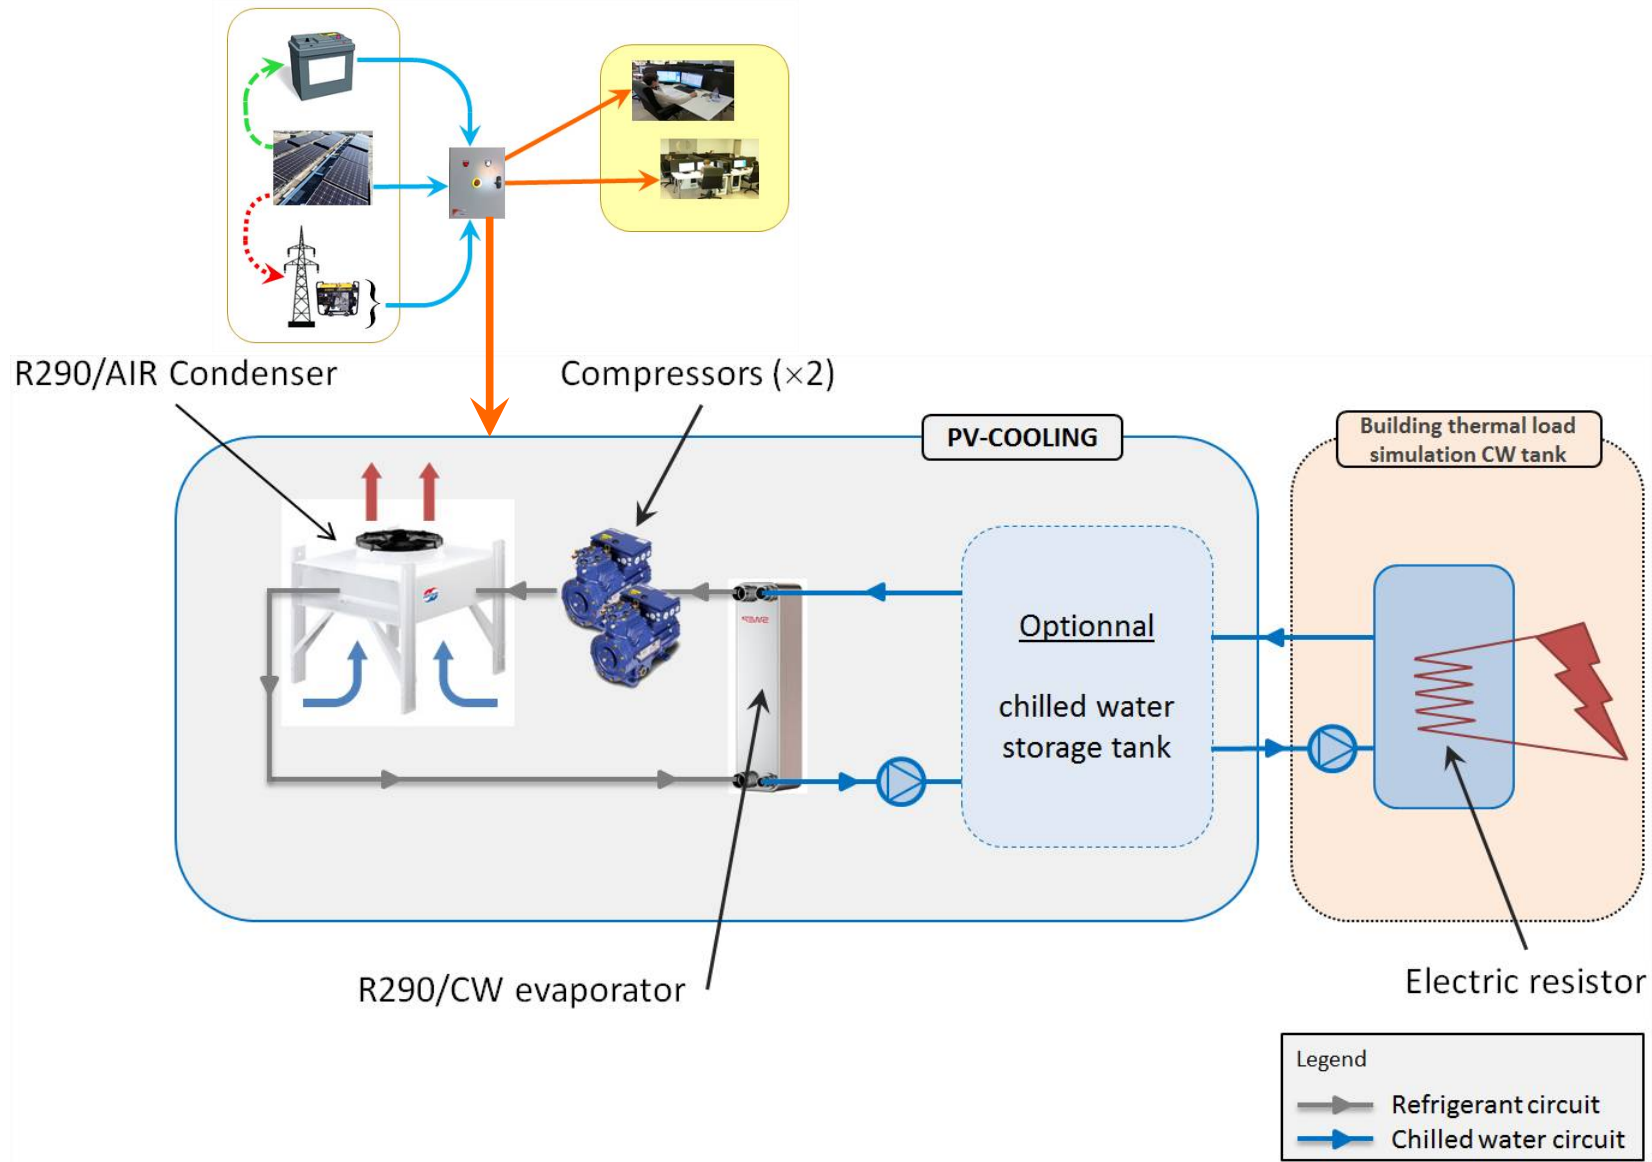 R290/AIR Condenser
Compressors (×2)
PV-COOLING
Building thermal load
simulation CW tank
Optionnal
chilled water
storage tank
R290/CW evaporator
Electric resistor
Legend
Refrigerant circuit
Chilled water circuit